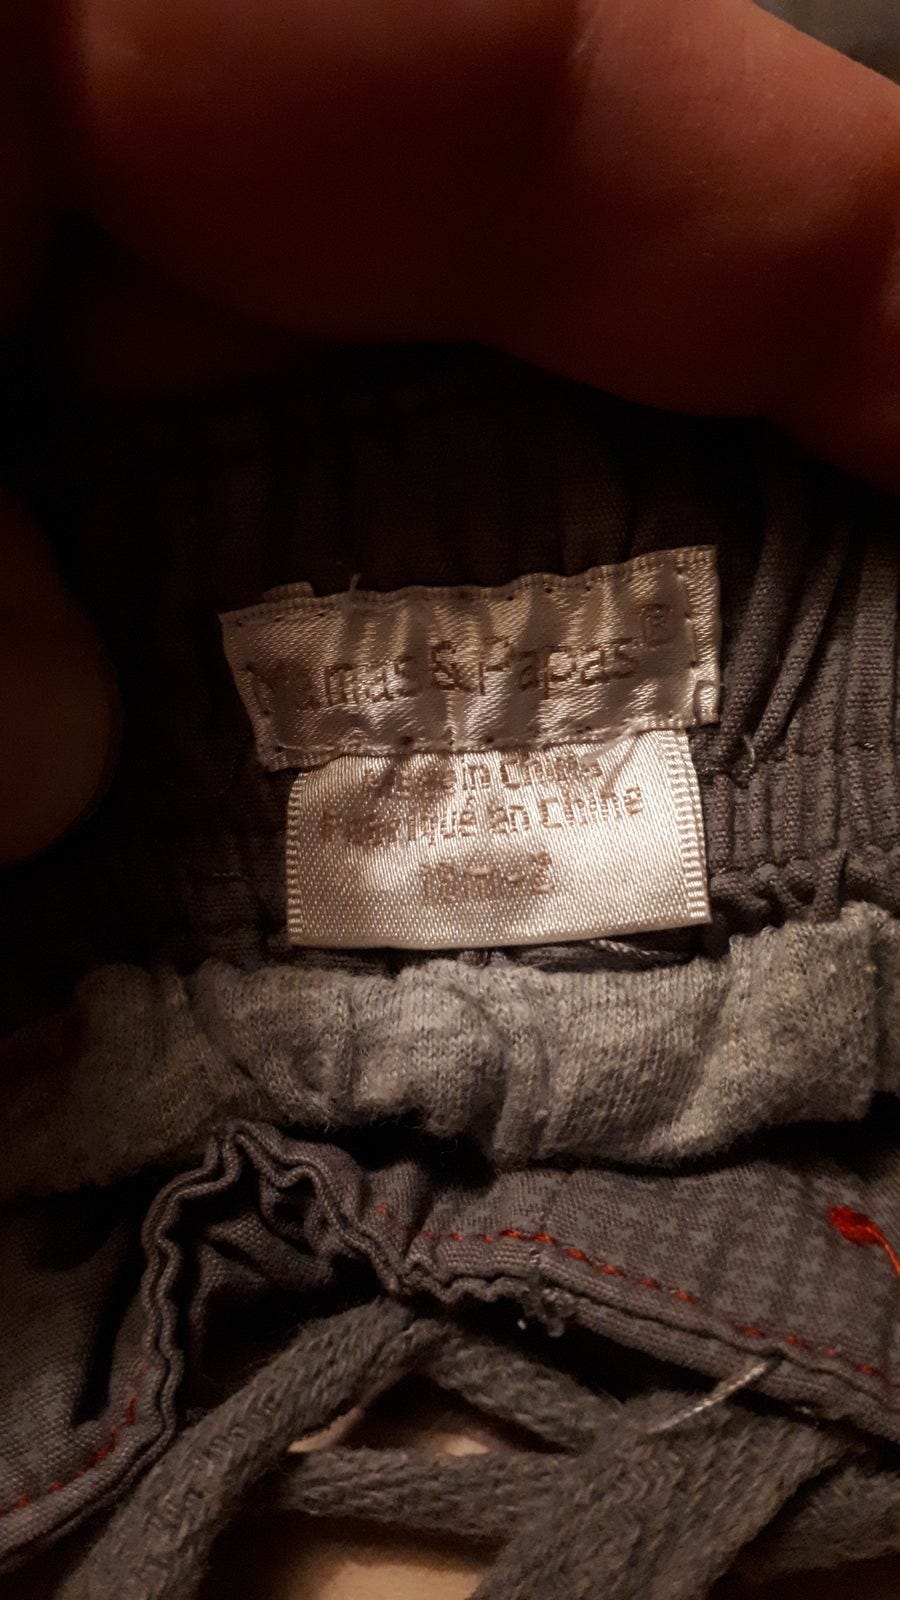 Mamas & Papas®
Made in China
Fabriqué en Chine